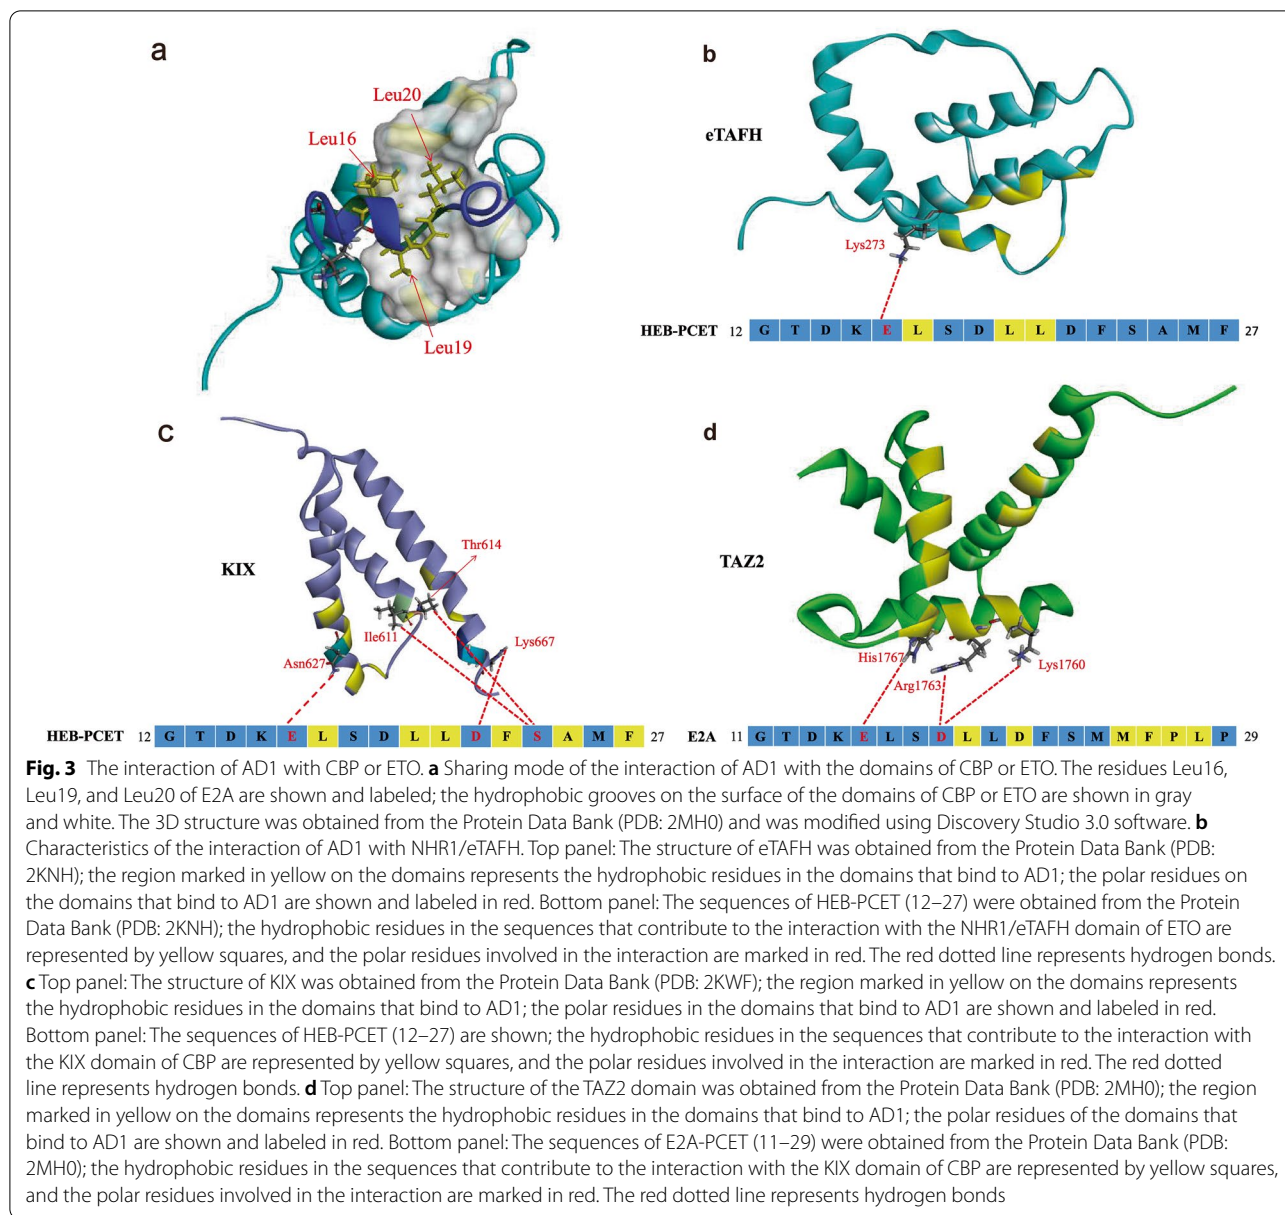 a
Leu20
Leu16
Leu19
b
eTAFH
Lys273
HEB-PCET 12 G T D K E L S D L L D F S A M F 27
c
KIX
Thr614
Ile611
Lys667
Asn627
HEB-PCET 12 G T D K E L S D L L D F S A M F 27
d
TAZ2
His1767
Arg1763
Lys1760
E2A 11 G T D K E L S D L L D F S M M F P L P 29
Fig. 3 The interaction of AD1 with CBP or ETO. a Sharing mode of the interaction of AD1 with the domains of CBP or ETO. The residues Leu16,
Leu19, and Leu20 of E2A are shown and labeled; the hydrophobic grooves on the surface of the domains of CBP or ETO are shown in gray
and white. The 3D structure was obtained from the Protein Data Bank (PDB: 2MH0) and was modified using Discovery Studio 3.0 software. b
Characteristics of the interaction of AD1 with NHR1/eTAFH. Top panel: The structure of eTAFH was obtained from the Protein Data Bank (PDB:
2KNH); the region marked in yellow on the domains represents the hydrophobic residues in the domains that bind to AD1; the polar residues on
the domains that bind to AD1 are shown and labeled in red. Bottom panel: The sequences of HEB-PCET (12–27) were obtained from the Protein
Data Bank (PDB: 2KNH); the hydrophobic residues in the sequences that contribute to the interaction with the NHR1/eTAFH domain of ETO are
represented by yellow squares, and the polar residues involved in the interaction are marked in red. The red dotted line represents hydrogen bonds.
c Top panel: The structure of KIX was obtained from the Protein Data Bank (PDB: 2KWF); the region marked in yellow on the domains represents
the hydrophobic residues in the domains that bind to AD1; the polar residues in the domains that bind to AD1 are shown and labeled in red.
Bottom panel: The sequences of HEB-PCET (12–27) are shown; the hydrophobic residues in the sequences that contribute to the interaction with
the KIX domain of CBP are represented by yellow squares, and the polar residues involved in the interaction are marked in red. The red dotted
line represents hydrogen bonds. d Top panel: The structure of the TAZ2 domain was obtained from the Protein Data Bank (PDB: 2MH0); the region
marked in yellow on the domains represents the hydrophobic residues in the domains that bind to AD1; the polar residues of the domains that
bind to AD1 are shown and labeled in red. Bottom panel: The sequences of E2A-PCET (11–29) were obtained from the Protein Data Bank (PDB:
2MH0); the hydrophobic residues in the sequences that contribute to the interaction with the KIX domain of CBP are represented by yellow squares,
and the polar residues involved in the interaction are marked in red. The red dotted line represents hydrogen bonds